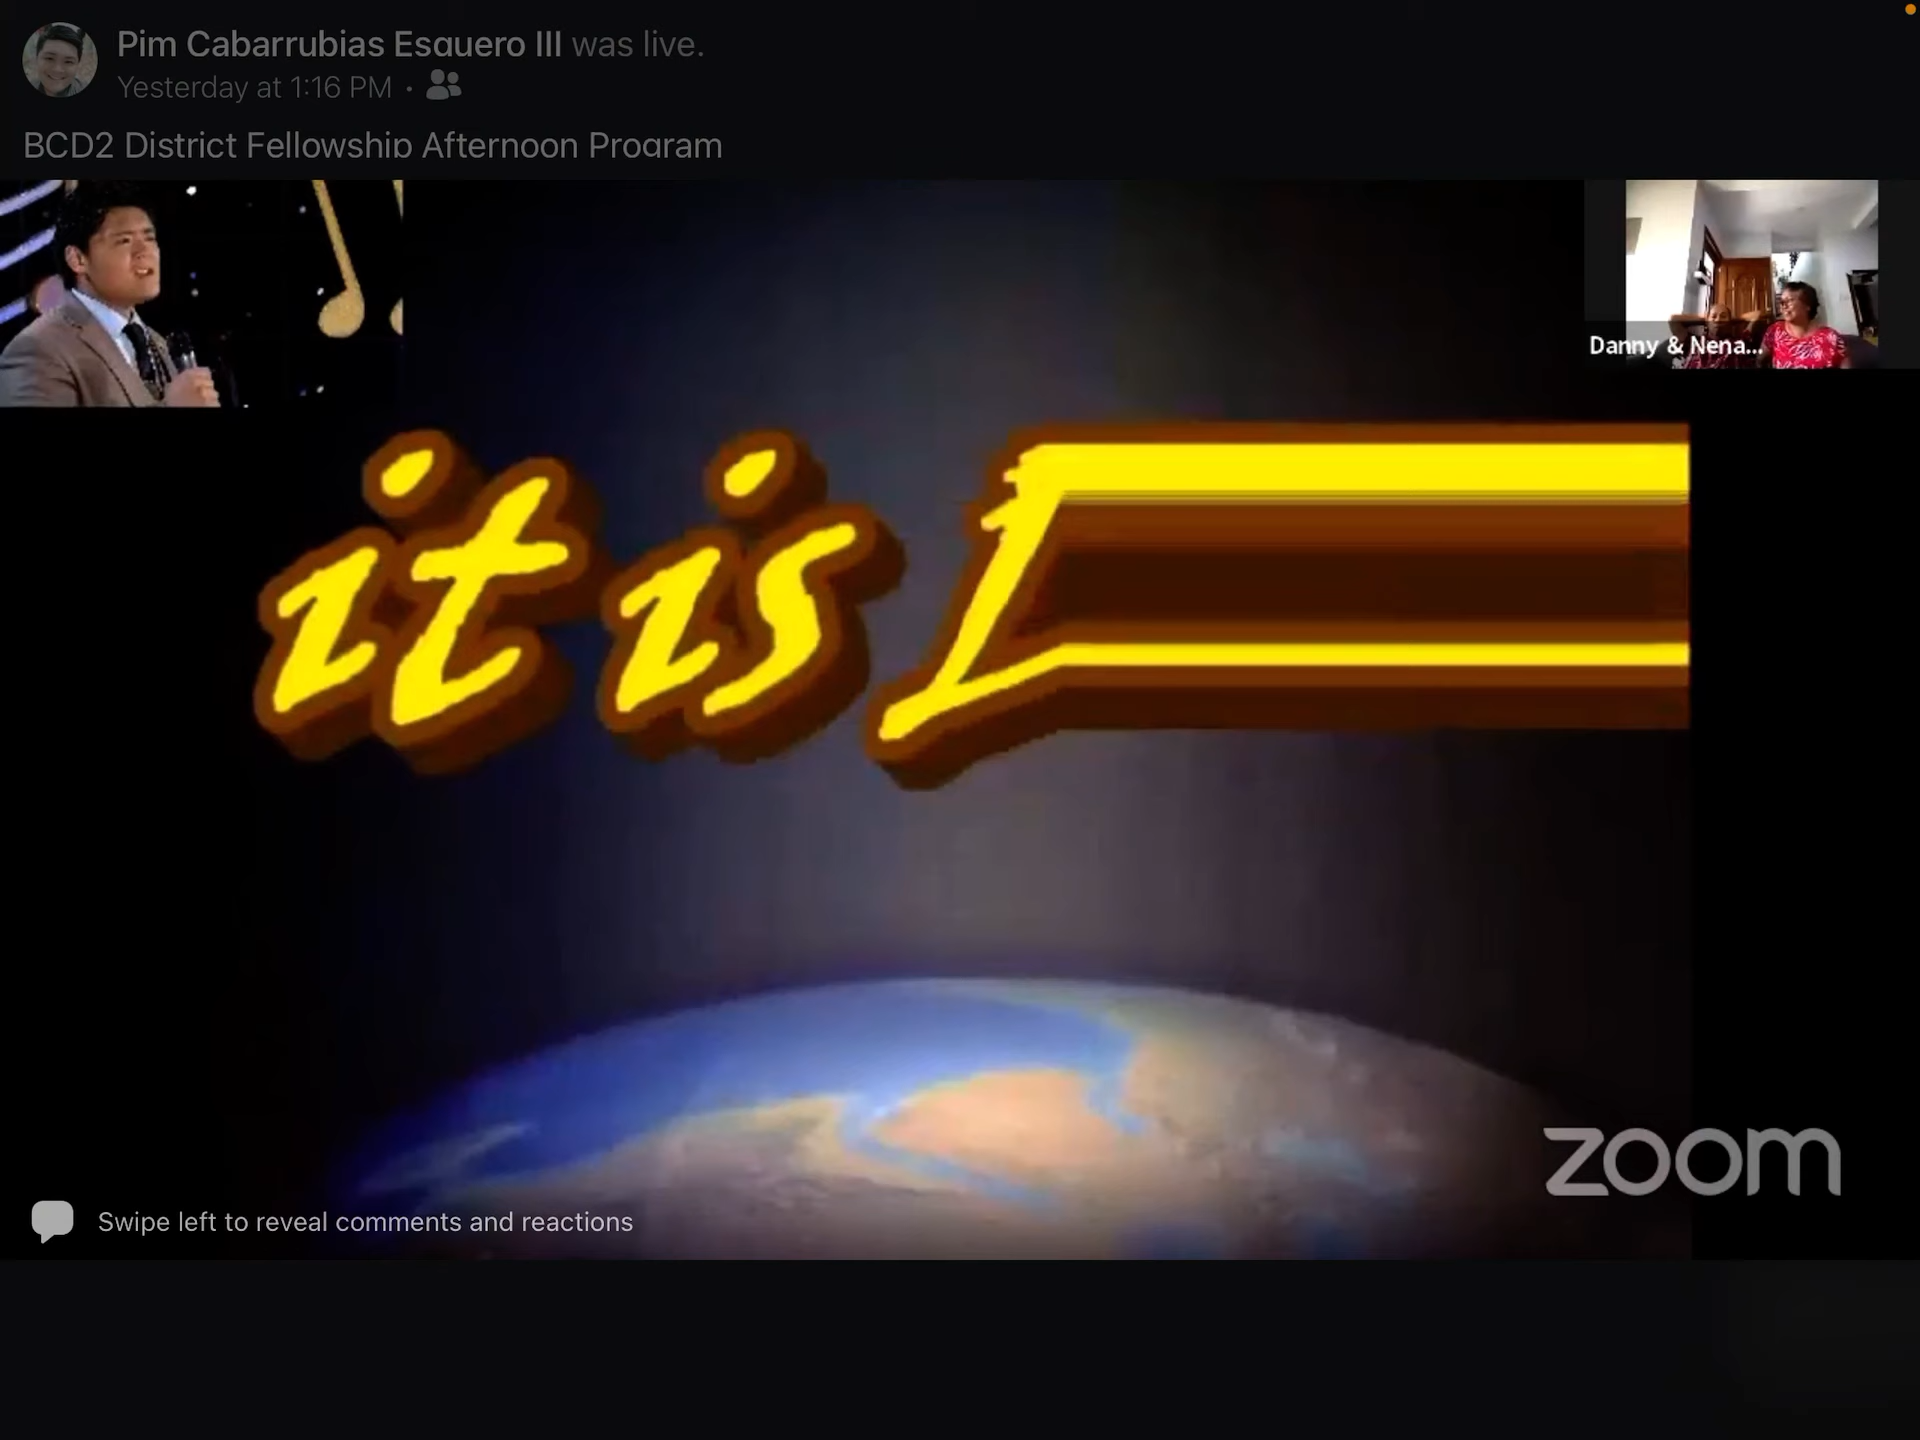 Pim Cabarrubias Esquero III was live.
Yesterday at 1:16 PM ·
BCD2 District Fellowship Afternoon Program
Danny & Nena...
it is
zoom
Swipe left to reveal comments and reactions